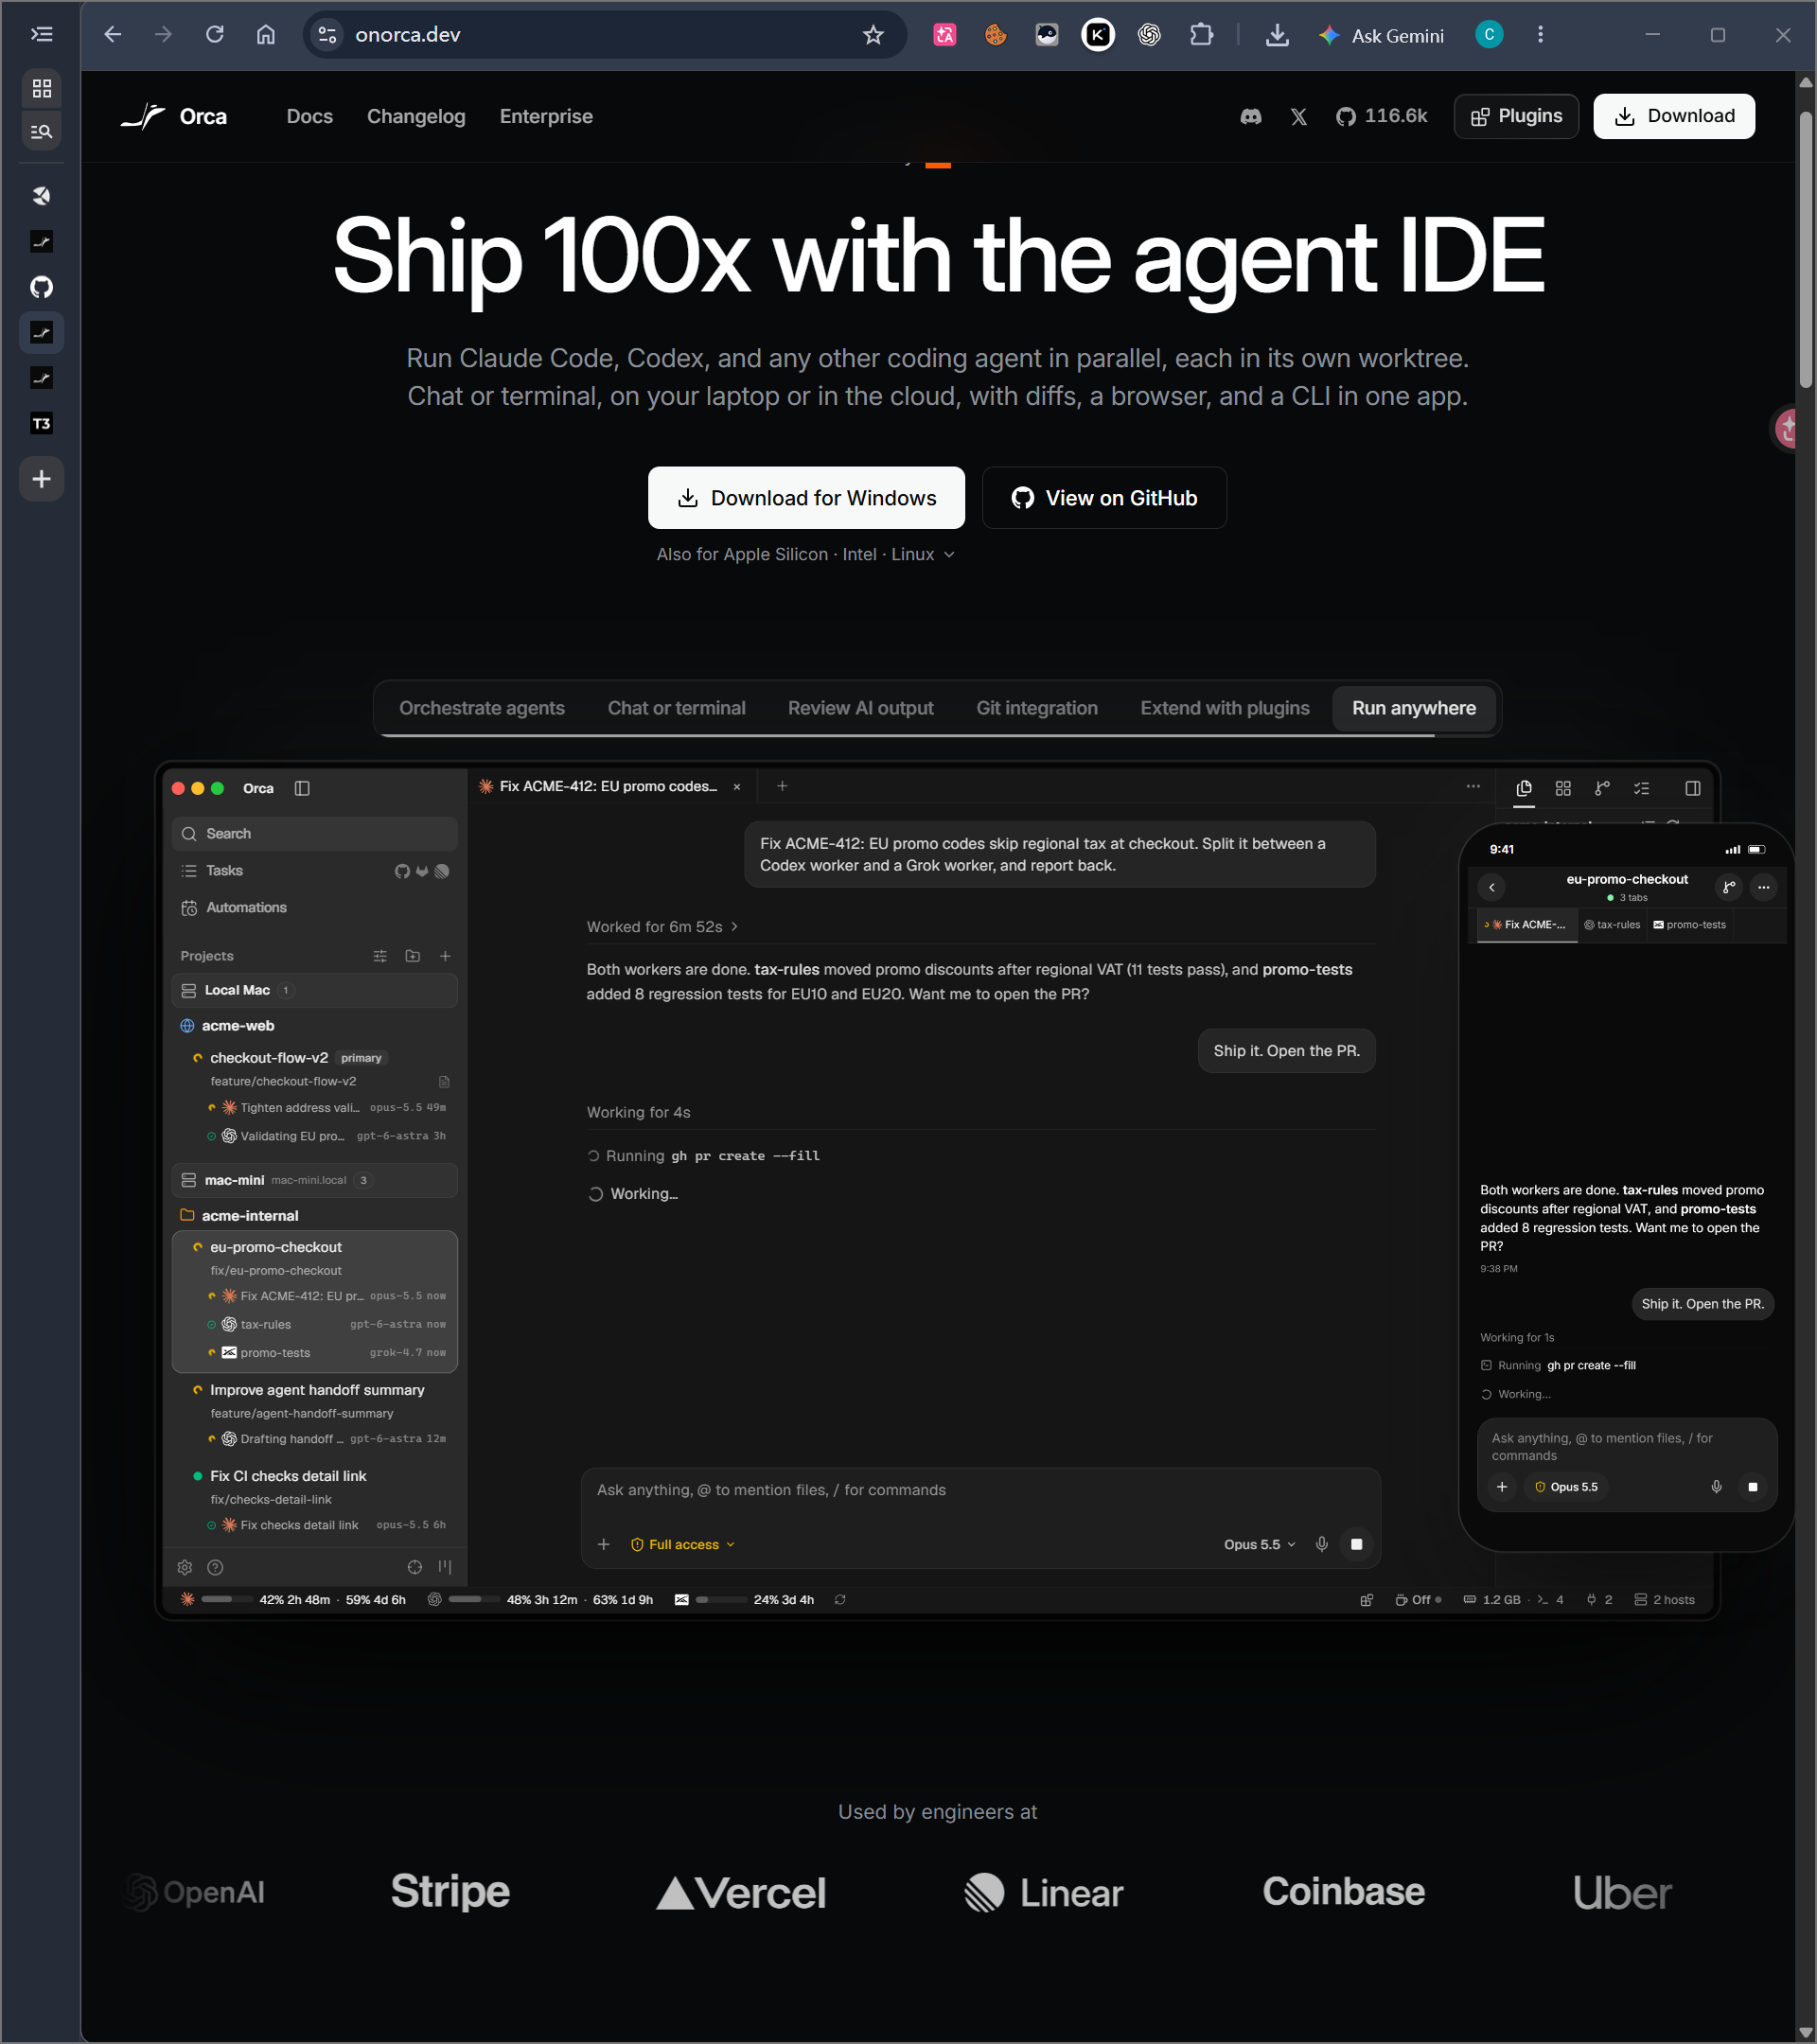 onorca.dev
Ask Gemini
C
T3
Orca
Docs
Changelog
Enterprise
116.6k
Plugins
Download
Ship 100x with the agent IDE
Run Claude Code, Codex, and any other coding agent in parallel, each in its own worktree.
Chat or terminal, on your laptop or in the cloud, with diffs, a browser, and a CLI in one app.
Download for Windows
View on GitHub
Also for Apple Silicon · Intel · Linux
Orchestrate agents
Chat or terminal
Review AI output
Git integration
Extend with plugins
Run anywhere
Orca
Search
Tasks
Automations
Projects
Local Mac 1
acme-web
checkout-flow-v2 primary
feature/checkout-flow-v2
Tighten address vali... opus-5.5 49m
Validating EU pro... gpt-6-astra 3h
mac-mini mac-mini.local 3
acme-internal
eu-promo-checkout
fix/eu-promo-checkout
Fix ACME-412: EU pr... opus-5.5 now
tax-rules gpt-6-astra now
promo-tests grok-4.7 now
Improve agent handoff summary
feature/agent-handoff-summary
Drafting handoff ... gpt-6-astra 12m
Fix CI checks detail link
fix/checks-detail-link
Fix checks detail link opus-5.5 6h
Fix ACME-412: EU promo codes...
Fix ACME-412: EU promo codes skip regional tax at checkout. Split it between a
Codex worker and a Grok worker, and report back.
Worked for 6m 52s
Both workers are done. tax-rules moved promo discounts after regional VAT (11 tests pass), and promo-tests
added 8 regression tests for EU10 and EU20. Want me to open the PR?
Ship it. Open the PR.
Working for 4s
Running gh pr create --fill
Working...
Ask anything, @ to mention files, / for commands
Full access
Opus 5.5
9:41
eu-promo-checkout
3 tabs
Fix ACME-...
tax-rules
promo-tests
Both workers are done. tax-rules moved promo
discounts after regional VAT, and promo-tests
added 8 regression tests. Want me to open the
PR?
9:38 PM
Ship it. Open the PR.
Working for 1s
Running gh pr create --fill
Working...
Ask anything, @ to mention files, / for
commands
Opus 5.5
42% 2h 48m · 59% 4d 6h
48% 3h 12m · 63% 1d 9h
24% 3d 4h
Off
1.2 GB · 4
2
2 hosts
Used by engineers at
OpenAI
Stripe
Vercel
Linear
Coinbase
Uber